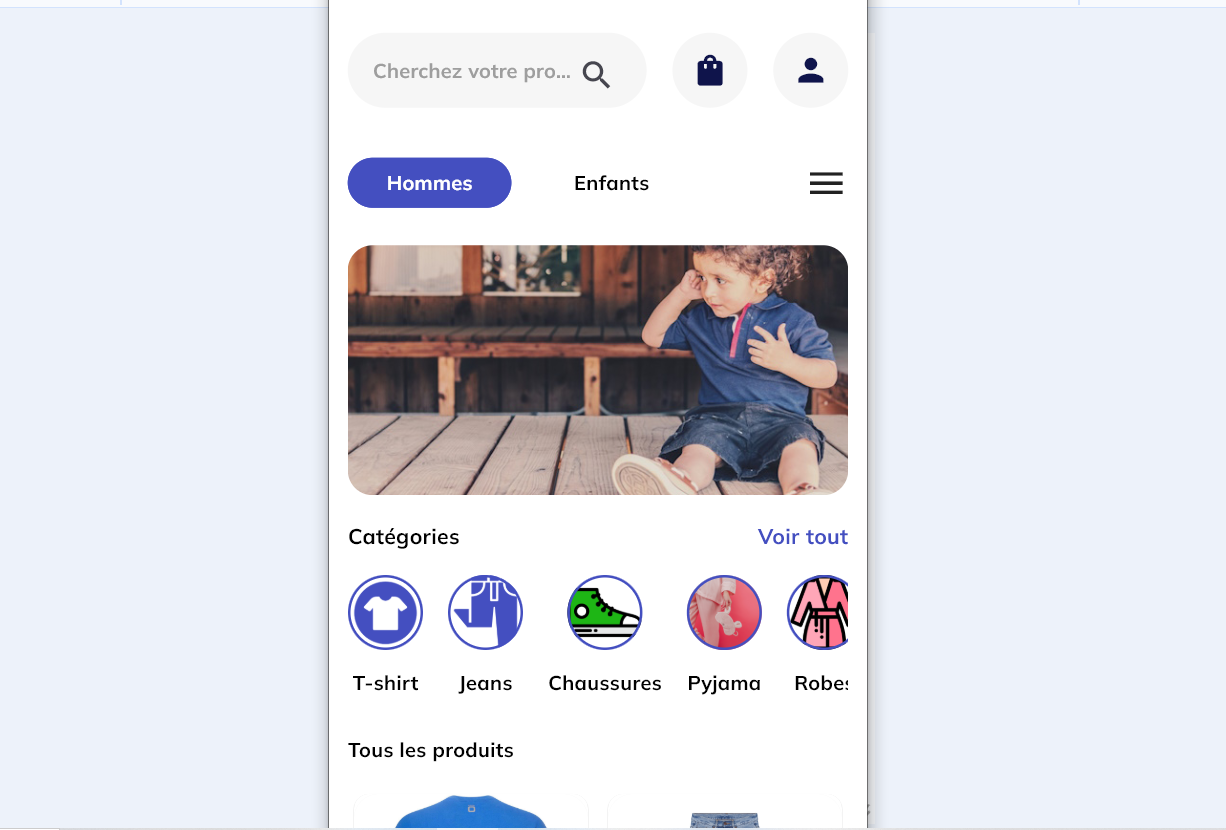 Cherchez votre pro...
Hommes
Enfants
Catégories
Voir tout
T-shirt
Jeans
Chaussures
Pyjama
Robes
Tous les produits